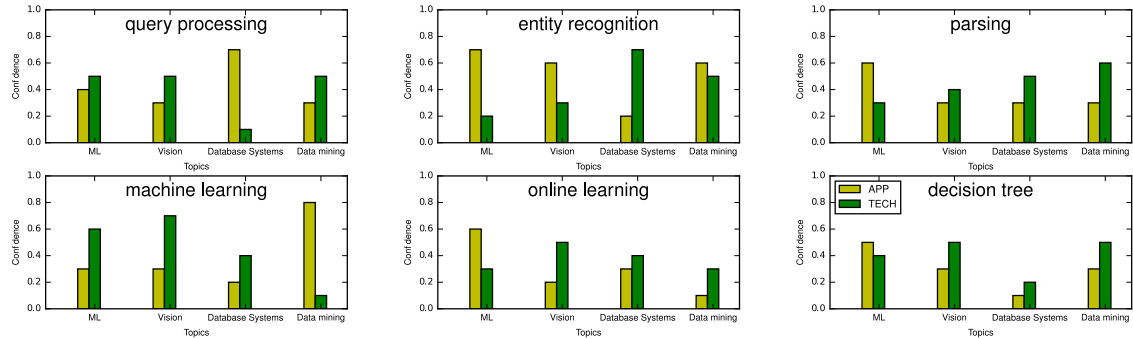 query processing
1.0
0.8
0.6
0.4
0.2
0.0
Conf dence
ML Vision Database Systems Data mining
Topics
entity recognition
1.0
0.8
0.6
0.4
0.2
0.0
Conf dence
ML Vision Database Systems Data mining
Topics
parsing
1.0
0.8
0.6
0.4
0.2
0.0
Conf dence
ML Vision Database Systems Data mining
Topics
machine learning
1.0
0.8
0.6
0.4
0.2
0.0
Conf dence
ML Vision Database Systems Data mining
Topics
online learning
1.0
0.8
0.6
0.4
0.2
0.0
Conf dence
ML Vision Database Systems Data mining
Topics
decision tree
APP
TECH
1.0
0.8
0.6
0.4
0.2
0.0
Conf dence
ML Vision Database Systems Data mining
Topics